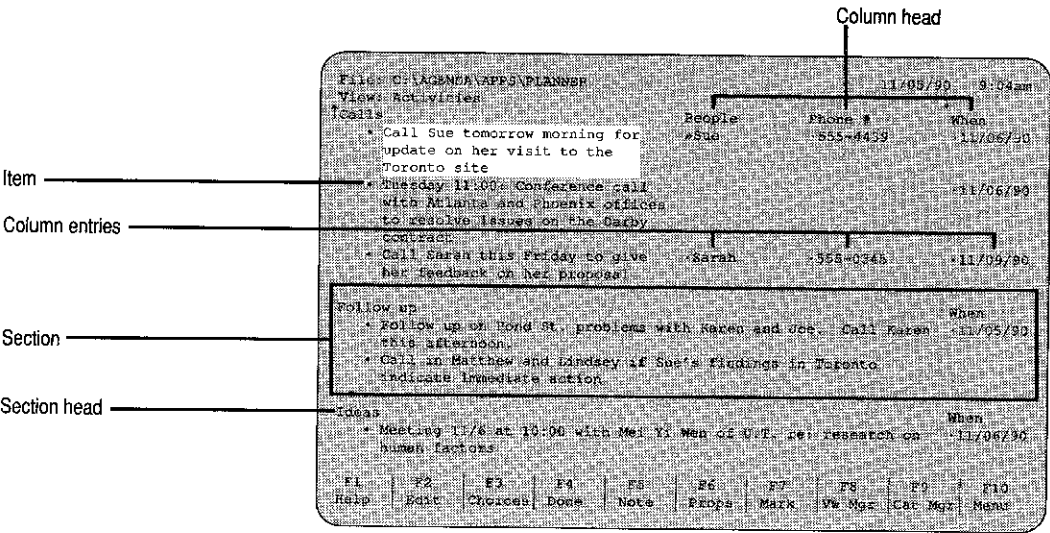 Column head
File: C:\AGENDA\APPS\PLANNER 11/05/90 9:04am
View: Activities
Calls People Phone # When
• Call Sue tomorrow morning for ·Sue ·555-4439 ·11/06/90
update on her visit to the
Toronto site
Item
• Tuesday 11:00: Conference call ·11/06/90
with Atlanta and Phoenix offices
to resolve issues on the Darby
contract
Column entries
• Call Sarah this Friday to give ·Sarah ·555-0345 ·11/09/90
her feedback on her proposal
Section
Follow up When
• Follow up on Pond St. problems with Karen and Joe. Call Karen ·11/05/90
this afternoon.
• Call in Matthew and Lindsey if Sue's findings in Toronto
indicate immediate action
Section head
Ideas When
• Meeting 11/6 at 10:00 with Mei Yi Wen of U.T. re: research on ·11/06/90
human factors
F1 F2 F3 F4 F5 F6 F7 F8 F9 F10
Help Edit Choices Done Note Props Mark Vw Mgr Cat Mgr Menu